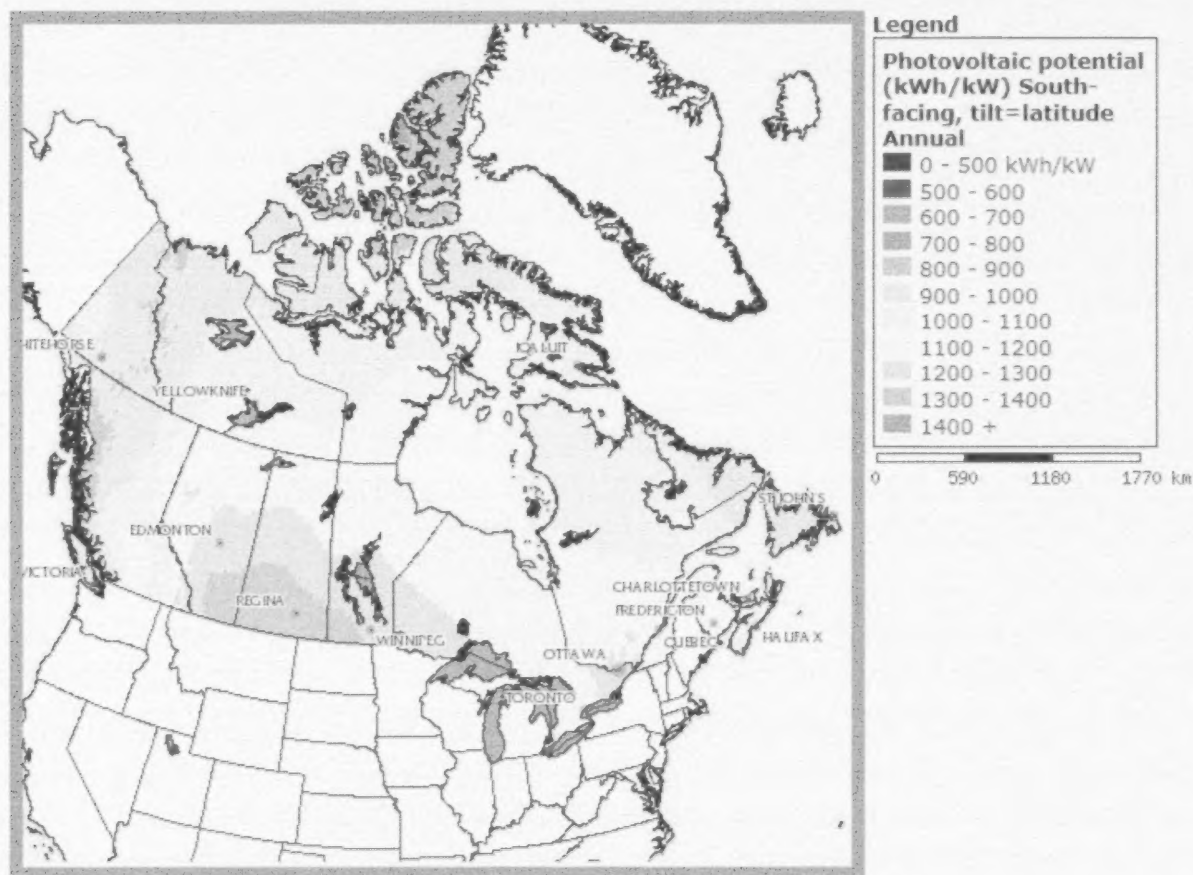 Legend
Photovoltaic potential
(kWh/kW) South-
facing, tilt=latitude
Annual
0 - 500 kWh/kW
500 - 600
600 - 700
700 - 800
800 - 900
900 - 1000
1000 - 1100
1100 - 1200
1200 - 1300
1300 - 1400
1400 +
0 590 1180 1770 km
HITEHORSE
IQALUIT
YELLOWKNIFE
ST JOHN S
EDMONTON
VICTORIA
CHARLOTTETOWN
REGINA
FREDERICTON
WINNIPEG
QUEBEC
HALIFAX
OTTAWA
TORONTO